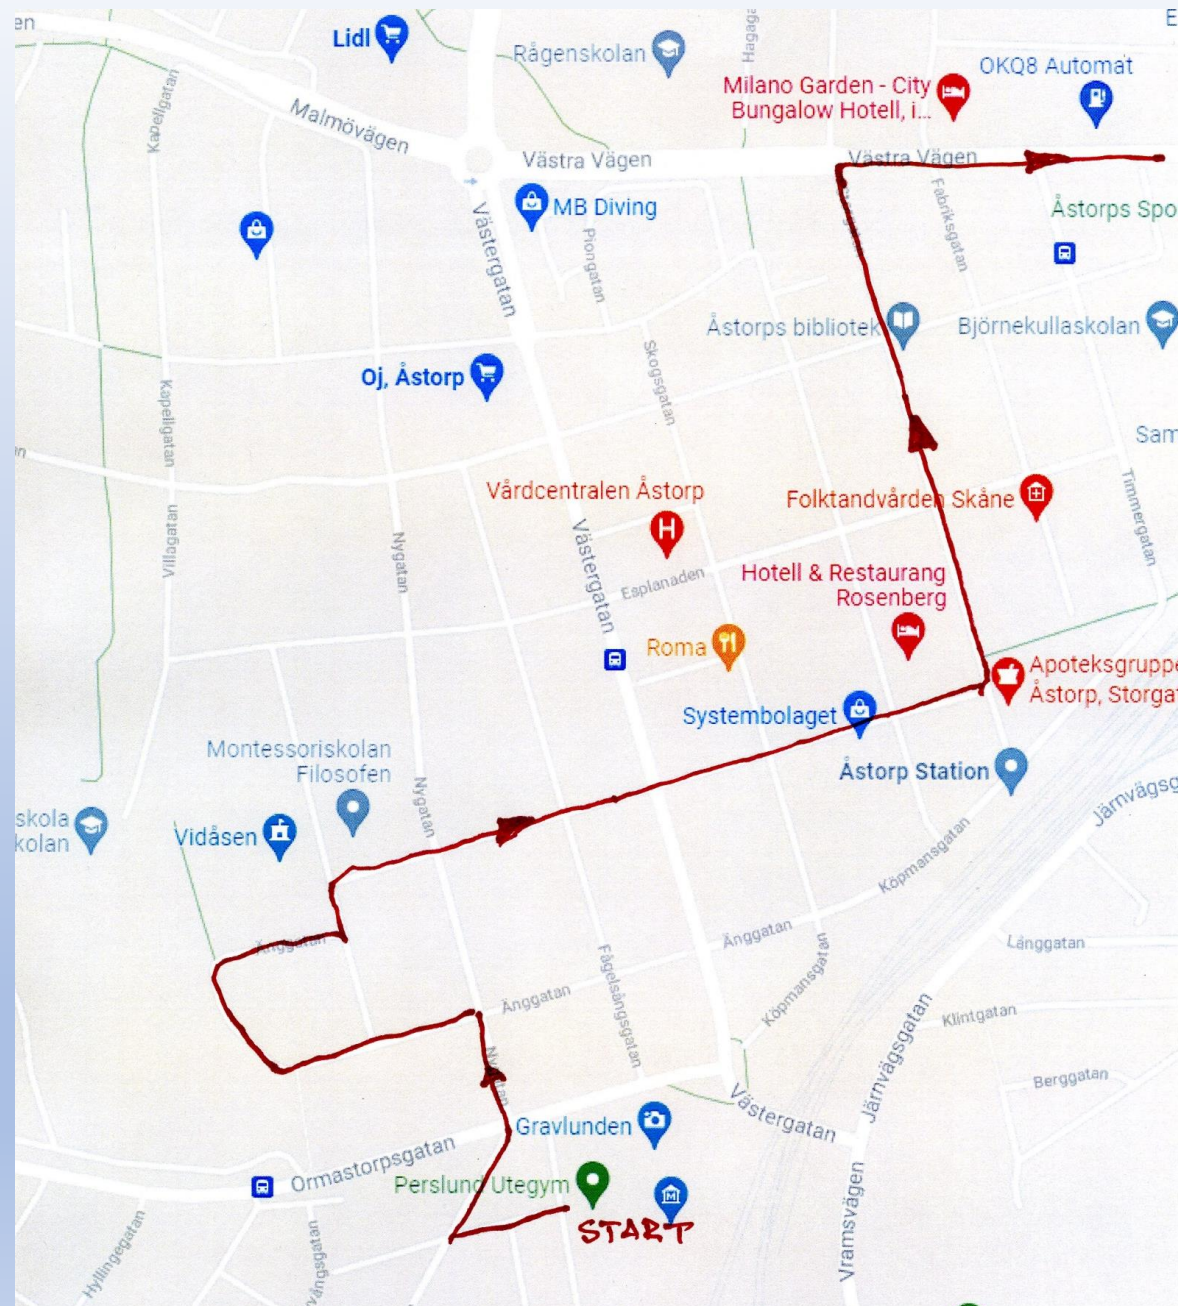 en
Lidl
Rågenskolan
Hagaga
E
OKQ8 Automat
Milano Garden - City
Bungalow Hotell, i...
Kapellgatan
Malmövägen
Västra Vägen
Västra Vägen
MB Diving
Västergatan
Piongatan
Fabriksgatan
Åstorps Spo
Åstorps bibliotek
Björnekullaskolan
Skogsgatan
Oj, Åstorp
Kapellgatan
Sam
Vårdcentralen Åstorp
Folktandvården Skåne
Timmergatan
Villagatan
Nygatan
Västergatan
Esplanaden
Hotell & Restaurang
Rosenberg
Roma
Apoteksgruppe
Åstorp, Storgat
Systembolaget
Montessoriskolan
Filosofen
Åstorp Station
Järnvägsg
Nygatan
skola
kolan
Vidåsen
Köpmansgatan
Änggatan
Änggatan
Långgatan
Fågelsångsgatan
Köpmansgatan
Änggatan
Klintgatan
Järnvägsgatan
Nygatan
Berggatan
Västergatan
Gravlunden
Ormastorpsgatan
Perslund Utegym
START
Vramsvägen
Hyllingegatan